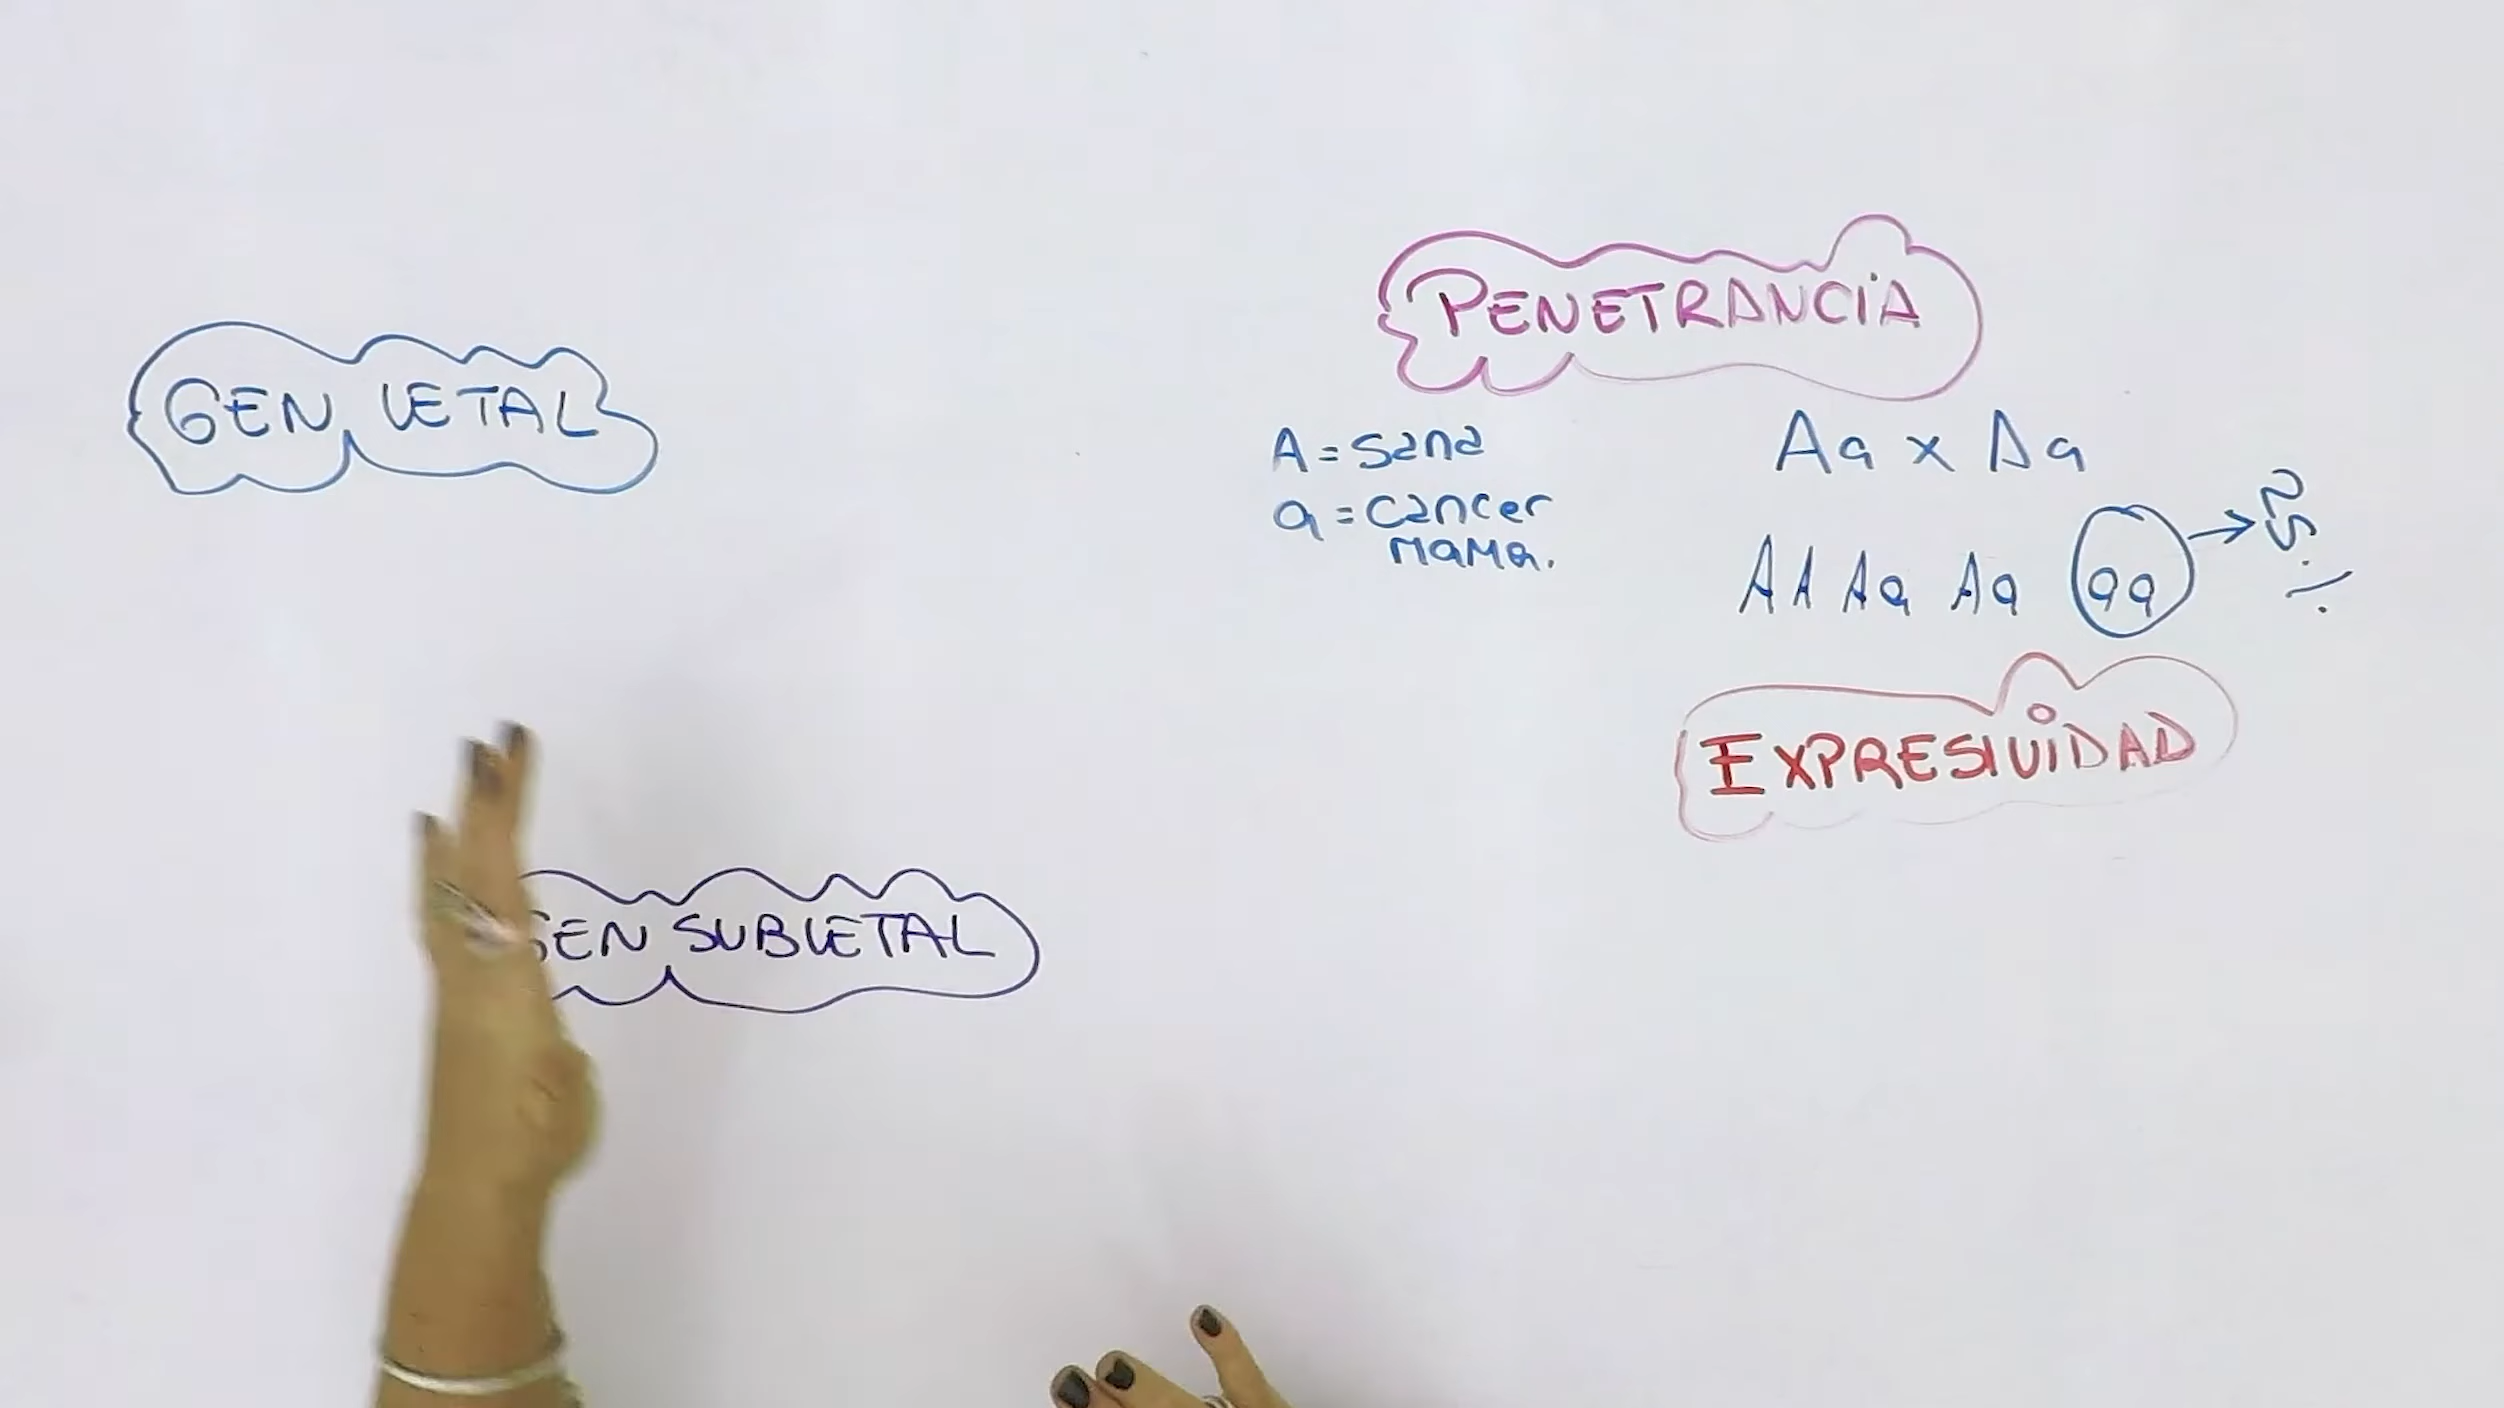 GEN LETAL
GEN SUBLETAL
PENETRANCIA
A = sana
a = cancer
mama.
Aa x Aa
AA Aa Aa aa →
EXPRESIVIDAD